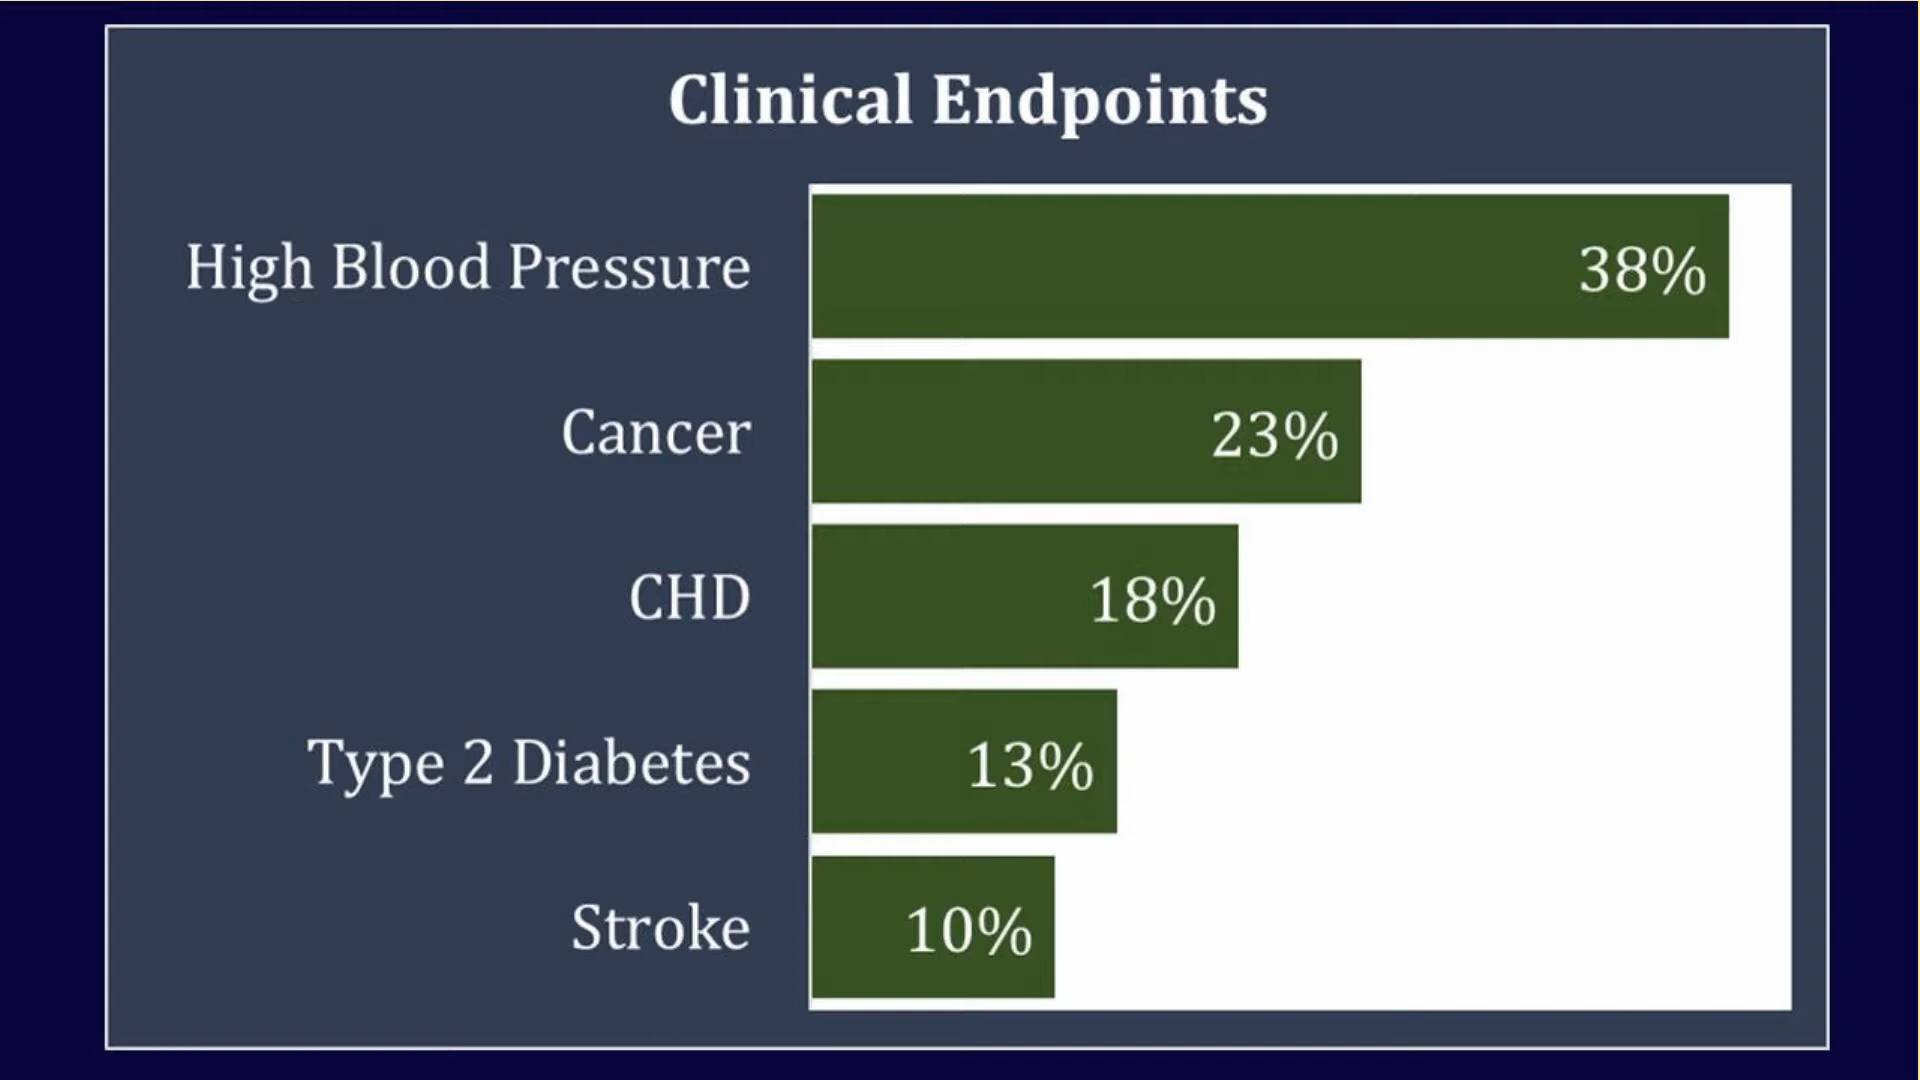 Clinical Endpoints
High Blood Pressure 38%
Cancer 23%
CHD 18%
Type 2 Diabetes 13%
Stroke 10%